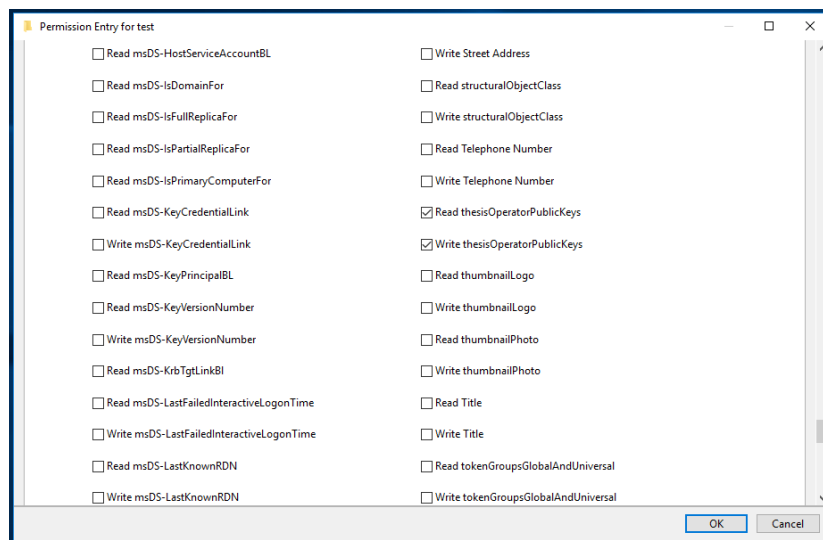 Permission Entry for test
Read msDS-HostServiceAccountBL
Write Street Address
Read msDS-IsDomainFor
Read structuralObjectClass
Read msDS-IsFullReplicaFor
Write structuralObjectClass
Read msDS-IsPartialReplicaFor
Read Telephone Number
Read msDS-IsPrimaryComputerFor
Write Telephone Number
Read msDS-KeyCredentialLink
Read thesisOperatorPublicKeys
Write msDS-KeyCredentialLink
Write thesisOperatorPublicKeys
Read msDS-KeyPrincipalBL
Read thumbnailLogo
Read msDS-KeyVersionNumber
Write thumbnailLogo
Write msDS-KeyVersionNumber
Read thumbnailPhoto
Read msDS-KrbTgtLinkBl
Write thumbnailPhoto
Read msDS-LastFailedInteractiveLogonTime
Read Title
Write msDS-LastFailedInteractiveLogonTime
Write Title
Read msDS-LastKnownRDN
Read tokenGroupsGlobalAndUniversal
Write msDS-LastKnownRDN
Write tokenGroupsGlobalAndUniversal
OK
Cancel